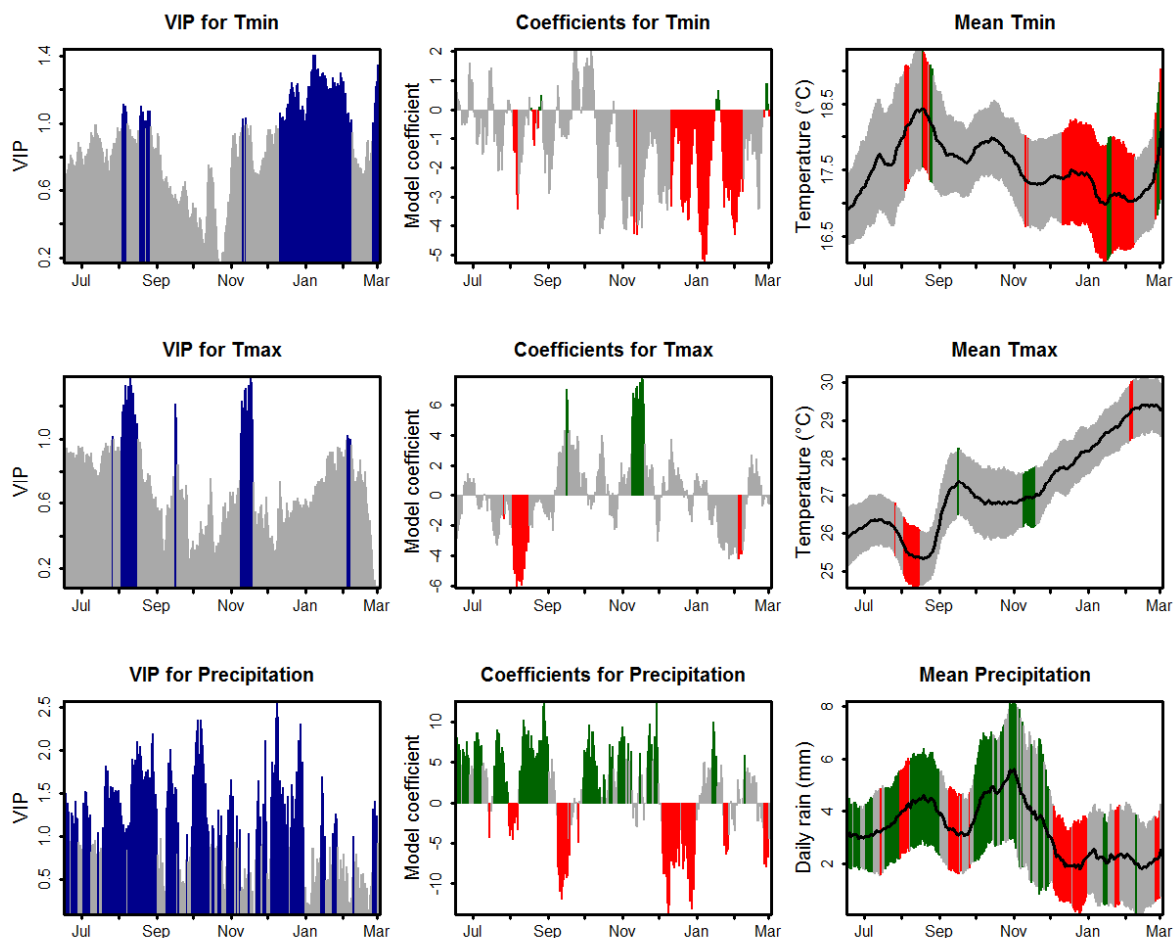 VIP for Tmin
Coefficients for Tmin
Mean Tmin
VIP
0.2 0.6 1.0 1.4
Jul Sep Nov Jan Mar
Model coefficient
-5 -4 -3 -2 -1 0 1 2
Jul Sep Nov Jan Mar
Temperature (°C)
16.5 17.5 18.5
Jul Sep Nov Jan Mar
VIP for Tmax
Coefficients for Tmax
Mean Tmax
VIP
0.2 0.6 1.0
Jul Sep Nov Jan Mar
Model coefficient
-6 -4 -2 0 2 4 6
Jul Sep Nov Jan Mar
Temperature (°C)
25 26 27 28 29 30
Jul Sep Nov Jan Mar
VIP for Precipitation
Coefficients for Precipitation
Mean Precipitation
VIP
0.5 1.0 1.5 2.0 2.5
Jul Sep Nov Jan Mar
Model coefficient
-10 -5 0 5 10
Jul Sep Nov Jan Mar
Daily rain (mm)
2 4 6 8
Jul Sep Nov Jan Mar